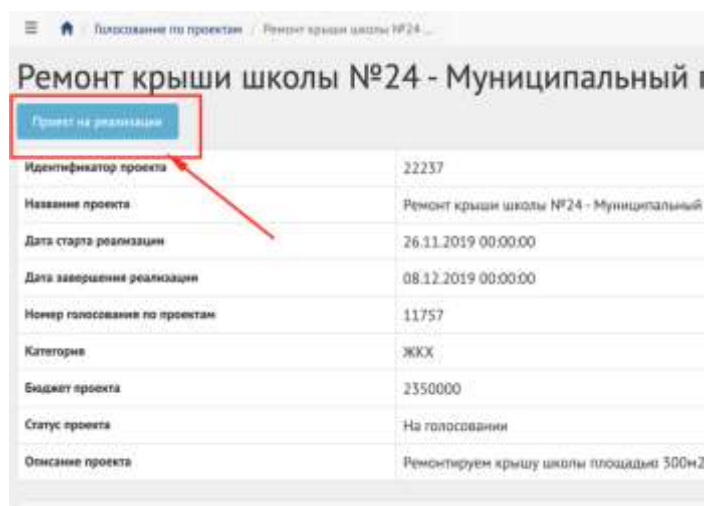 Голосование по проектам / Ремонт крыши школы №24 ...
Ремонт крыши школы №24 - Муниципальный
Проект на реализации
Идентификатор проекта 22237
Название проекта Ремонт крыши школы №24 - Муниципальный
Дата старта реализации 26.11.2019 00:00:00
Дата завершения реализации 08.12.2019 00:00:00
Номер голосования по проектам 11757
Категория ЖКХ
Бюджет проекта 2350000
Статус проекта На голосовании
Описание проекта Ремонтируем крышу школы площадью 300м2